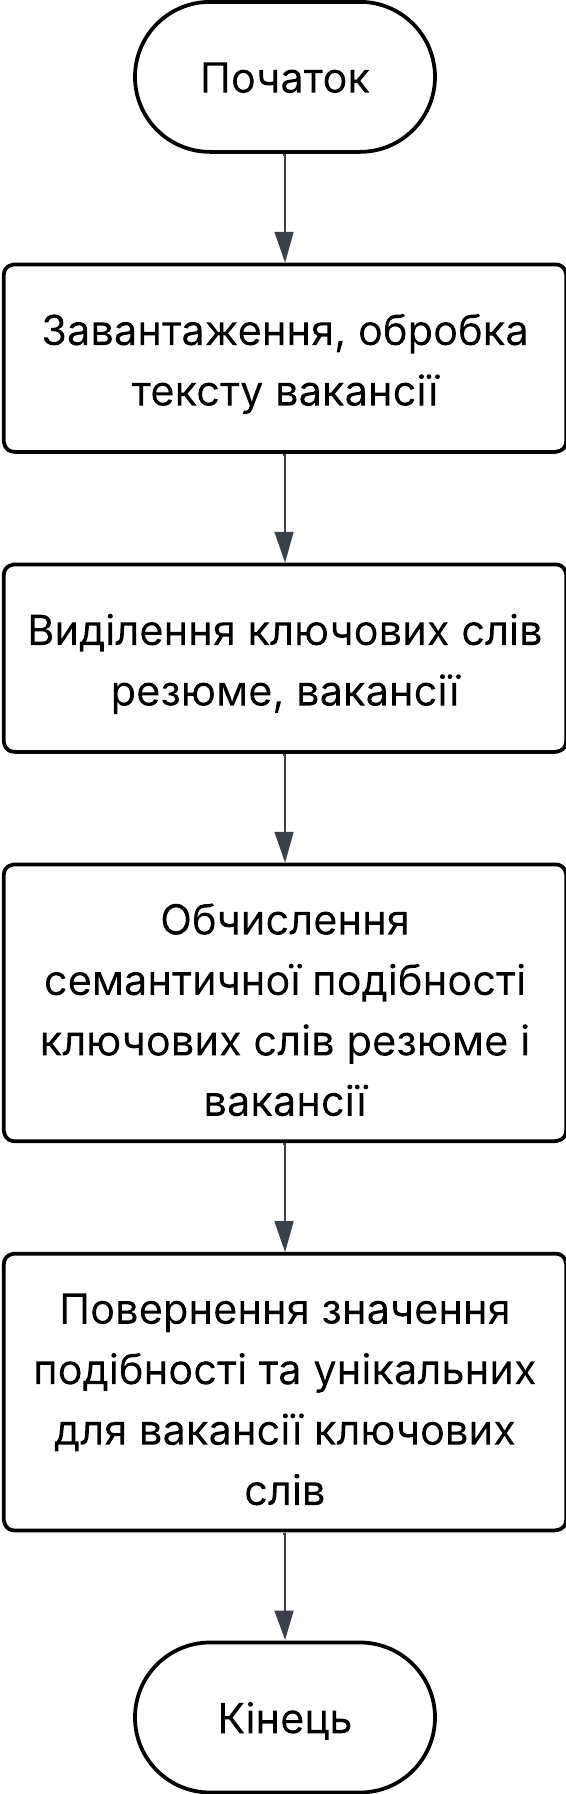 Початок
Завантаження, обробка
тексту вакансії
Виділення ключових слів
резюме, вакансії
Обчислення
семантичної подібності
ключових слів резюме і
вакансії
Повернення значення
подібності та унікальних
для вакансії ключових
слів
Кінець